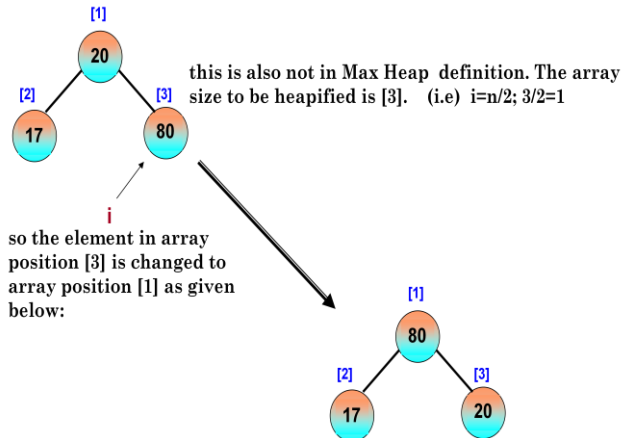 [1]
20
this is also not in Max Heap definition. The array
size to be heapified is [3]. (i.e) i=n/2; 3/2=1
[2]
[3]
17
80
i
so the element in array
position [3] is changed to
array position [1] as given
below:
[1]
80
[2]
[3]
17
20